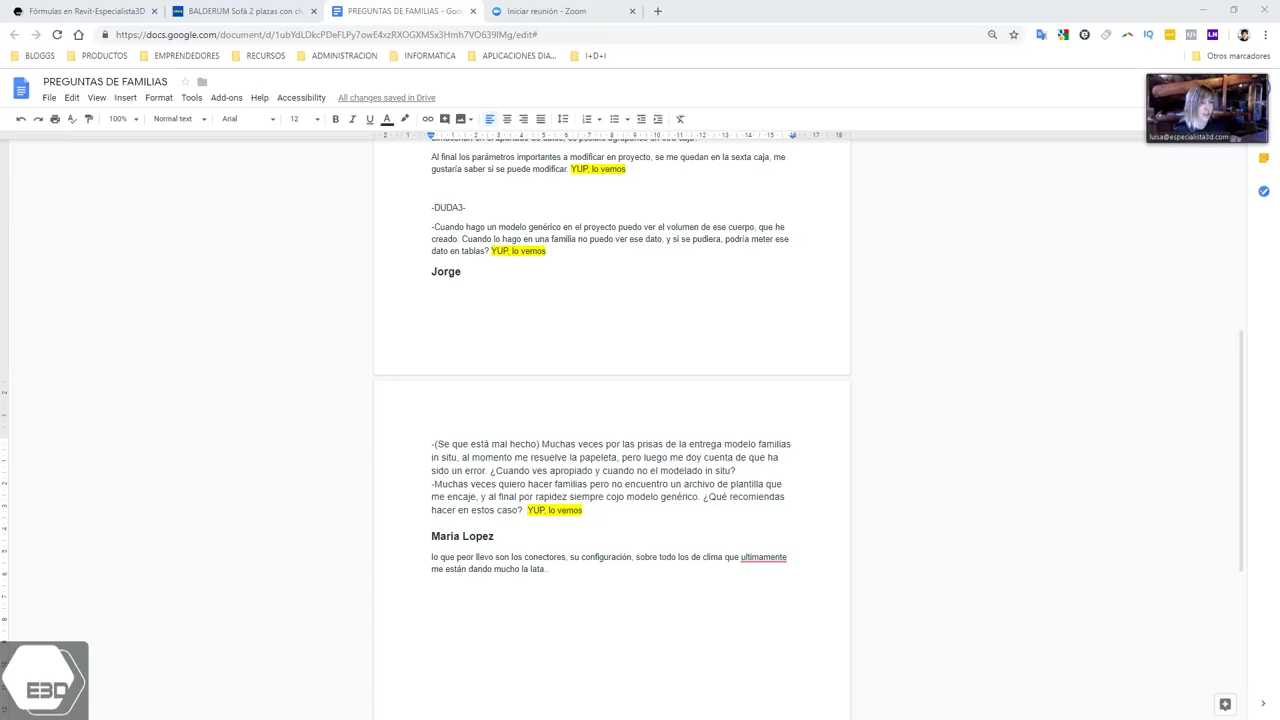 Fórmulas en Revit-Especialista3D
BALDERUM Sofá 2 plazas con ch
PREGUNTAS DE FAMILIAS - Goo
Iniciar reunión - Zoom
https://docs.google.com/document/d/1ubYdLDkcPDeFLPy7owE4xzRXOGXM5x3Hmh7VO639IMg/edit#
BLOGGS
PRODUCTOS
EMPRENDEDORES
RECURSOS
ADMINISTRACION
INFORMATICA
APLICACIONES DIA...
I+D+I
Otros marcadores
PREGUNTAS DE FAMILIAS
File Edit View Insert Format Tools Add-ons Help Accessibility All changes saved in Drive
100% Normal text Arial 12
luisa@especialista3d.com
Al final los parámetros importantes a modificar en proyecto, se me quedan en la sexta caja, me
gustaría saber si se puede modificar. YUP, lo vemos
-DUDA3-
-Cuando hago un modelo genérico en el proyecto puedo ver el volumen de ese cuerpo, que he
creado. Cuando lo hago en una familia no puedo ver ese dato, y si se pudiera, podría meter ese
dato en tablas? YUP, lo vemos
Jorge
-(Se que está mal hecho) Muchas veces por las prisas de la entrega modelo familias
in situ, al momento me resuelve la papeleta, pero luego me doy cuenta de que ha
sido un error. ¿Cuando ves apropiado y cuando no el modelado in situ?
-Muchas veces quiero hacer familias pero no encuentro un archivo de plantilla que
me encaje, y al final por rapidez siempre cojo modelo genérico. ¿Qué recomiendas
hacer en estos caso? YUP, lo vemos
Maria Lopez
lo que peor llevo son los conectores, su configuración, sobre todo los de clima que ultimamente
me están dando mucho la lata..
E3D